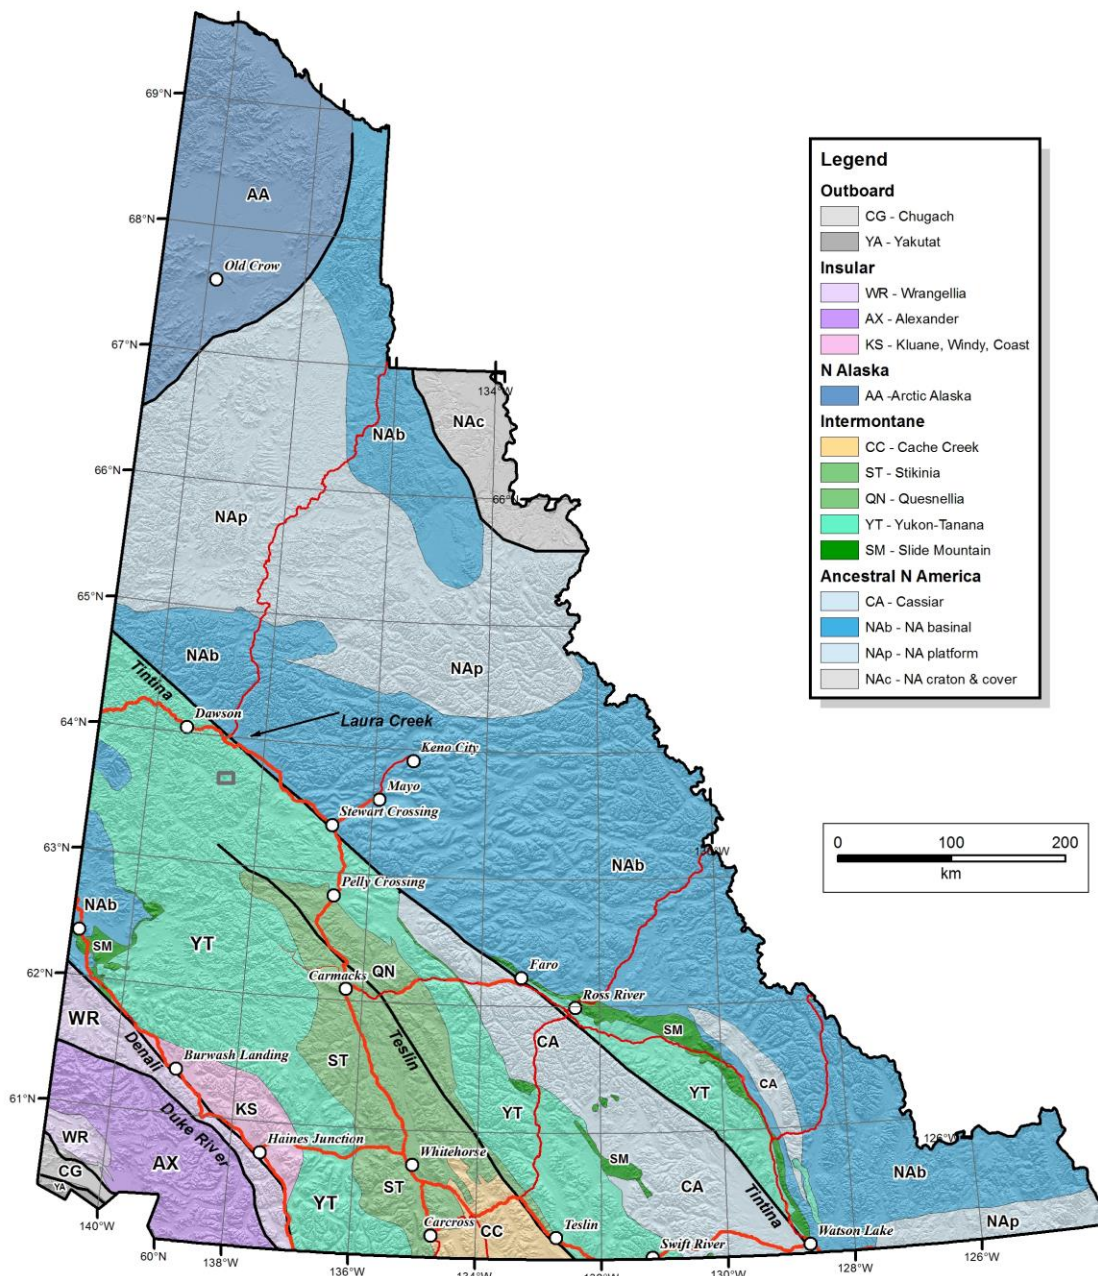 69°N
AA
68°N
Old Crow
67°N
134°W
NAc
NAb
66°N
66°N
NAp
65°N
NAb
NAp
Tintina
Dawson
64°N
Laura Creek
Keno City
Mayo
Stewart Crossing
63°N
NAb
Pelly Crossing
NAb
YT
SM
62°N
QN
Faro
Carmacks
Ross River
WR
SM
Denali
Teslin
CA
Burwash Landing
ST
CA
61°N
KS
YT
YT
Duke River
Haines Junction
126°W
WR
Whitehorse
SM
AX
CG
NAb
YA
YT
ST
CA
Tintina
140°W
Carcross
CC
Teslin
Watson Lake
NAp
Swift River
60°N
138°W
136°W
134°W
130°W
128°W
126°W
Legend
Outboard
CG - Chugach
YA - Yakutat
Insular
WR - Wrangellia
AX - Alexander
KS - Kluane, Windy, Coast
N Alaska
AA -Arctic Alaska
Intermontane
CC - Cache Creek
ST - Stikinia
QN - Quesnellia
YT - Yukon-Tanana
SM - Slide Mountain
Ancestral N America
CA - Cassiar
NAb - NA basinal
NAp - NA platform
NAc - NA craton & cover
0 100 200
km